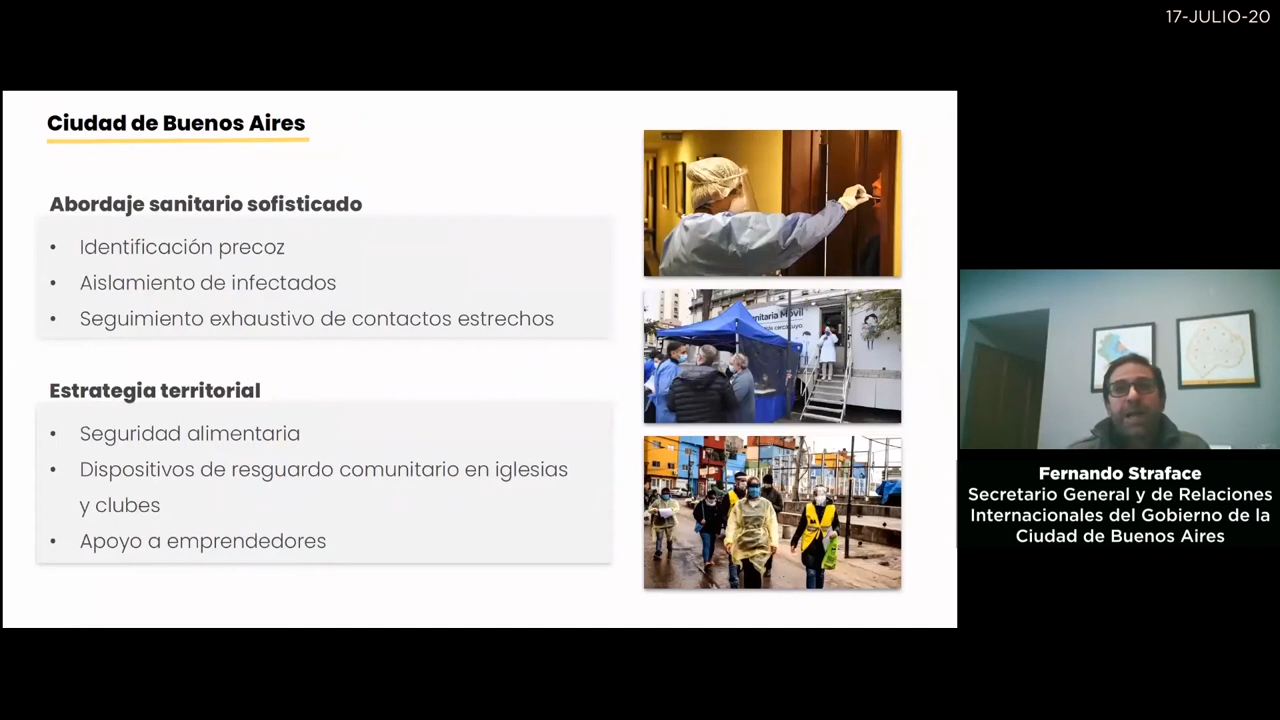 17-JULIO-20
Ciudad de Buenos Aires
Abordaje sanitario sofisticado
• Identificación precoz
• Aislamiento de infectados
• Seguimiento exhaustivo de contactos estrechos
Estrategia territorial
• Seguridad alimentaria
• Dispositivos de resguardo comunitario en iglesias
y clubes
• Apoyo a emprendedores
Móvil
Fernando Straface
Secretario General y de Relaciones
Internacionales del Gobierno de la
Ciudad de Buenos Aires